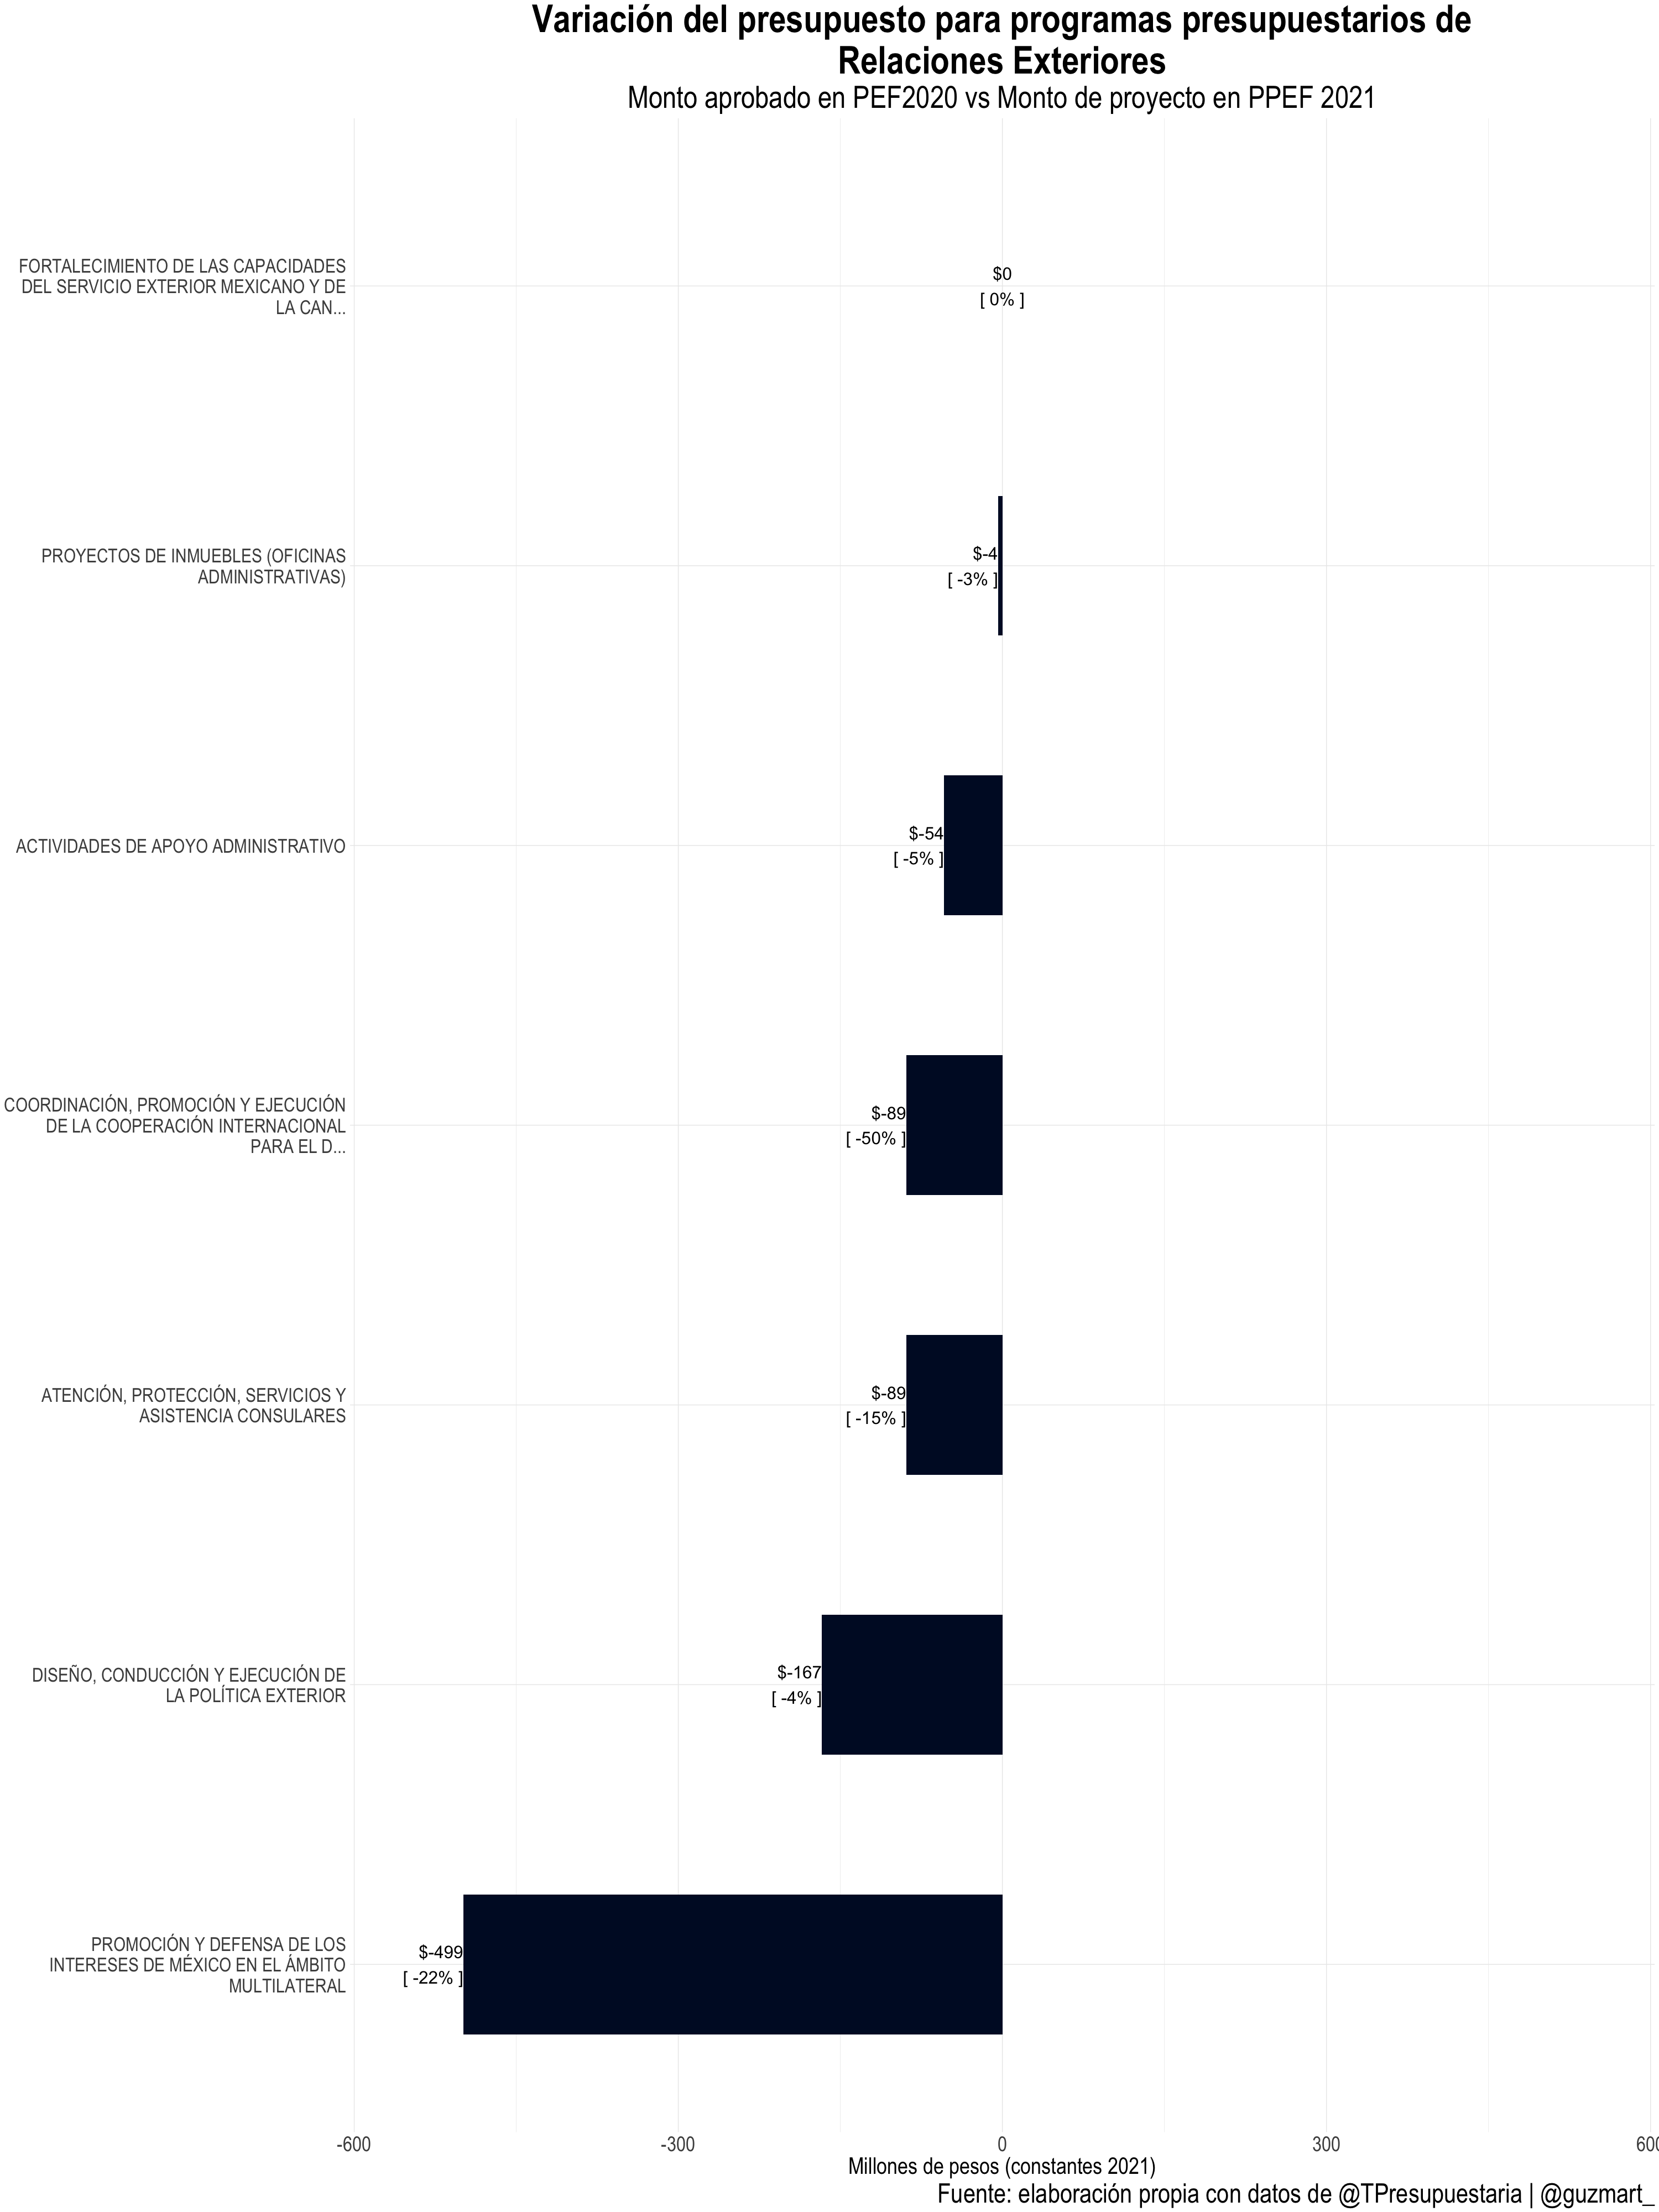 Variación del presupuesto para programas presupuestarios de
Relaciones Exteriores
Monto aprobado en PEF2020 vs Monto de proyecto en PPEF 2021
FORTALECIMIENTO DE LAS CAPACIDADES
DEL SERVICIO EXTERIOR MEXICANO Y DE
LA CAN...
$0
[ 0% ]
PROYECTOS DE INMUEBLES (OFICINAS
ADMINISTRATIVAS)
$-4
[ -3% ]
ACTIVIDADES DE APOYO ADMINISTRATIVO
$-54
[ -5% ]
COORDINACIÓN, PROMOCIÓN Y EJECUCIÓN
DE LA COOPERACIÓN INTERNACIONAL
PARA EL D...
$-89
[ -50% ]
ATENCIÓN, PROTECCIÓN, SERVICIOS Y
ASISTENCIA CONSULARES
$-89
[ -15% ]
DISEÑO, CONDUCCIÓN Y EJECUCIÓN DE
LA POLÍTICA EXTERIOR
$-167
[ -4% ]
PROMOCIÓN Y DEFENSA DE LOS
INTERESES DE MÉXICO EN EL ÁMBITO
MULTILATERAL
$-499
[ -22% ]
-600 -300 0 300 600
Millones de pesos (constantes 2021)
Fuente: elaboración propia con datos de @TPresupuestaria | @guzmart_